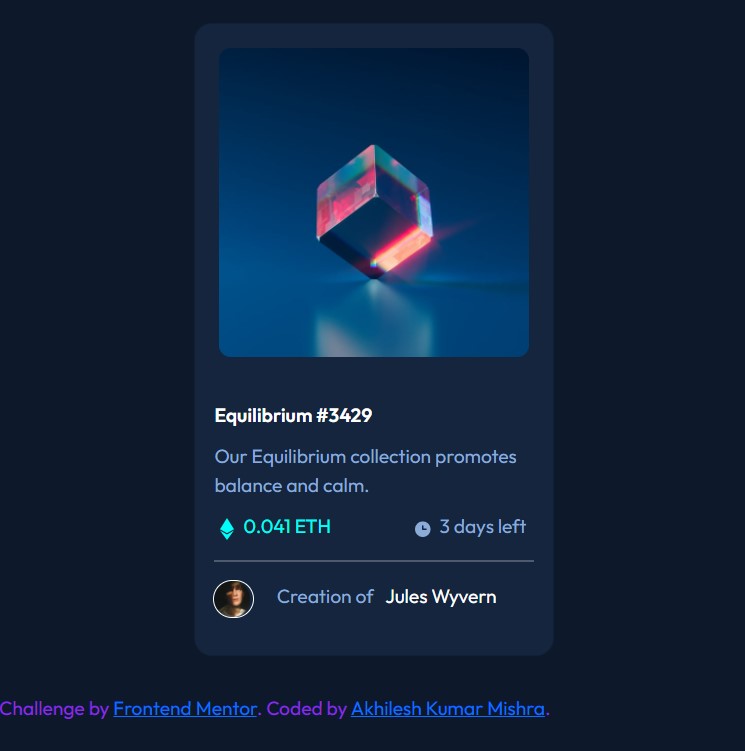 Equilibrium #3429
Our Equilibrium collection promotes
balance and calm.
0.041 ETH 3 days left
Creation of Jules Wyvern
Challenge by Frontend Mentor. Coded by Akhilesh Kumar Mishra.